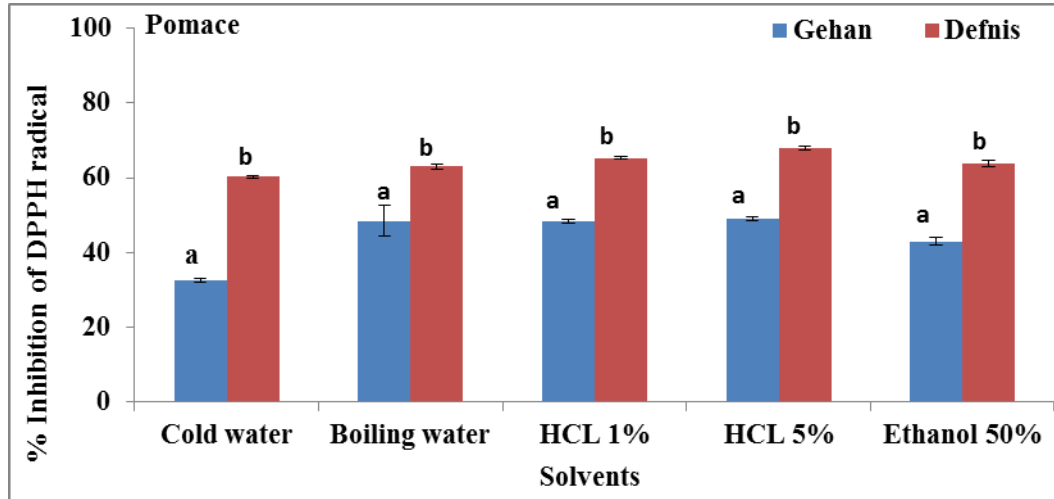 Pomace
Gehan Defnis
% Inhibition of DPPH radical
100
80
60
40
20
0
a b a b a b a b a b
Cold water Boiling water HCL 1% HCL 5% Ethanol 50%
Solvents